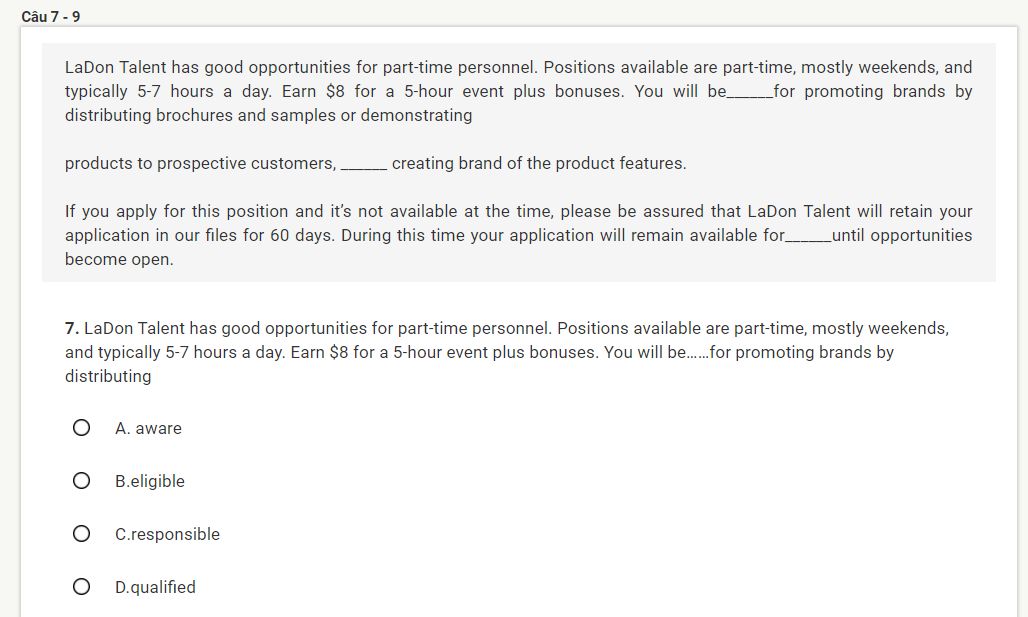 Câu 7 - 9
LaDon Talent has good opportunities for part-time personnel. Positions available are part-time, mostly weekends, and
typically 5-7 hours a day. Earn $8 for a 5-hour event plus bonuses. You will be______for promoting brands by
distributing brochures and samples or demonstrating
products to prospective customers, ______ creating brand of the product features.
If you apply for this position and it’s not available at the time, please be assured that LaDon Talent will retain your
application in our files for 60 days. During this time your application will remain available for______until opportunities
become open.
7. LaDon Talent has good opportunities for part-time personnel. Positions available are part-time, mostly weekends,
and typically 5-7 hours a day. Earn $8 for a 5-hour event plus bonuses. You will be......for promoting brands by
distributing
A. aware
B.eligible
C.responsible
D.qualified